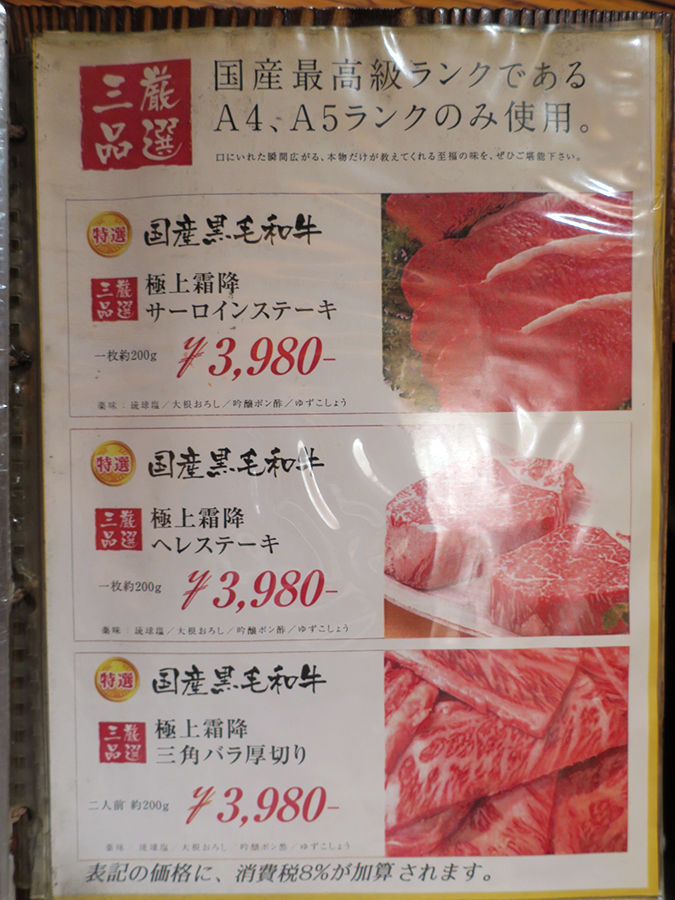 厳選
三品
国産最高級ランクである
A4、A5ランクのみ使用。
口にいれた瞬間広がる、本物だけが教えてくれる至福の味を、ぜひご堪能下さい。
特選 国産黒毛和牛
厳選
三品
極上霜降
サーロインステーキ
一枚約200g ¥3,980-
薬味：琉球塩／大根おろし／吟醸ポン酢／ゆずこしょう
特選 国産黒毛和牛
厳選
三品
極上霜降
ヘレステーキ
一枚約200g ¥3,980-
薬味：琉球塩／大根おろし／吟醸ポン酢／ゆずこしょう
特選 国産黒毛和牛
厳選
三品
極上霜降
三角バラ厚切り
二人前 約200g ¥3,980-
薬味：琉球塩／大根おろし／吟醸ポン酢／ゆずこしょう
表記の価格に、消費税8%が加算されます。